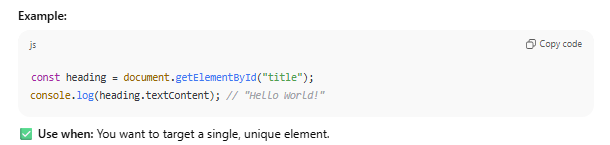 Example:
js
Copy code
const heading = document.getElementById("title");
console.log(heading.textContent); // "Hello World!"
✅ Use when: You want to target a single, unique element.